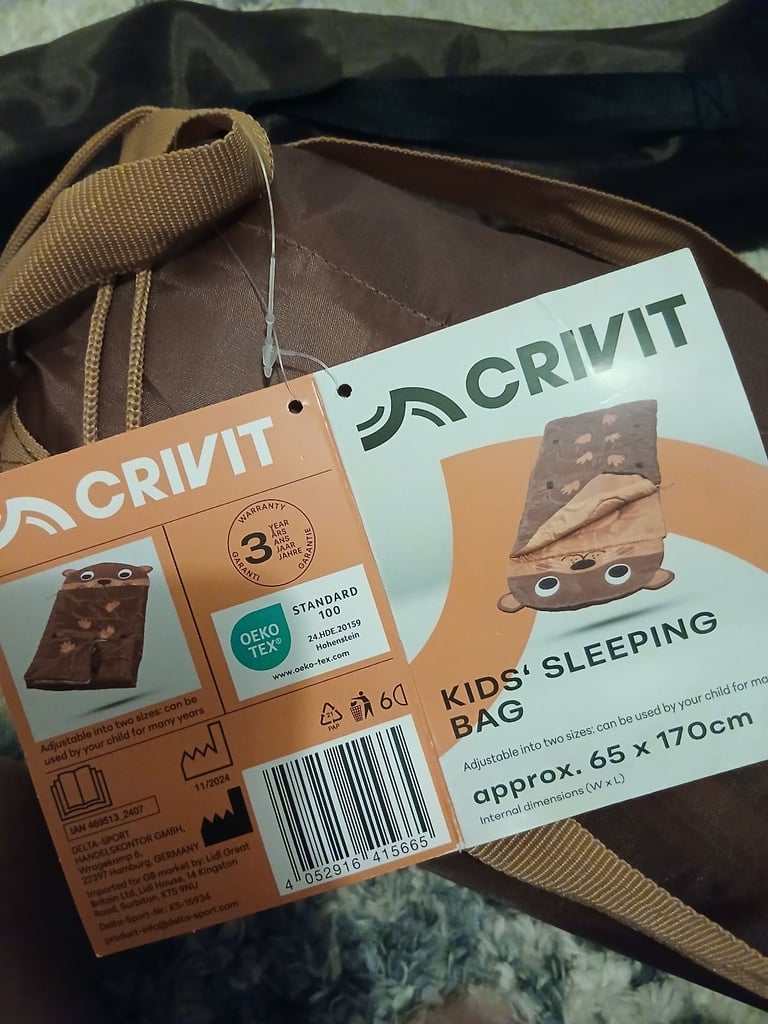 CRIVIT
WARRANTY
3 YEAR
ÅRS
ANS
JAAR
JAHRE
GARANTI
GARANTIE
OEKO
TEX®
STANDARD
100
24.HDE.20159
Hohenstein
www.oeko-tex.com
Adjustable into two sizes: can be
used by your child for many years
11/2024
21
PAP
IAN 469513_2407
DELTA-SPORT
HANDELSKONTOR GMBH,
Wragekamp 6,
22397 Hamburg, GERMANY
Imported for GB market by: Lidl Great
Britain Ltd, Lidl House, 14 Kingston
Road, Surbiton, KT5 9NU
Delta-Sport-Nr.: KS-15934
product-info@delta-sport.com
4 052916 415665
CRIVIT
KIDS‘ SLEEPING
BAG
Adjustable into two sizes: can be used by your child for ma
approx. 65 x 170cm
Internal dimensions (W x L)